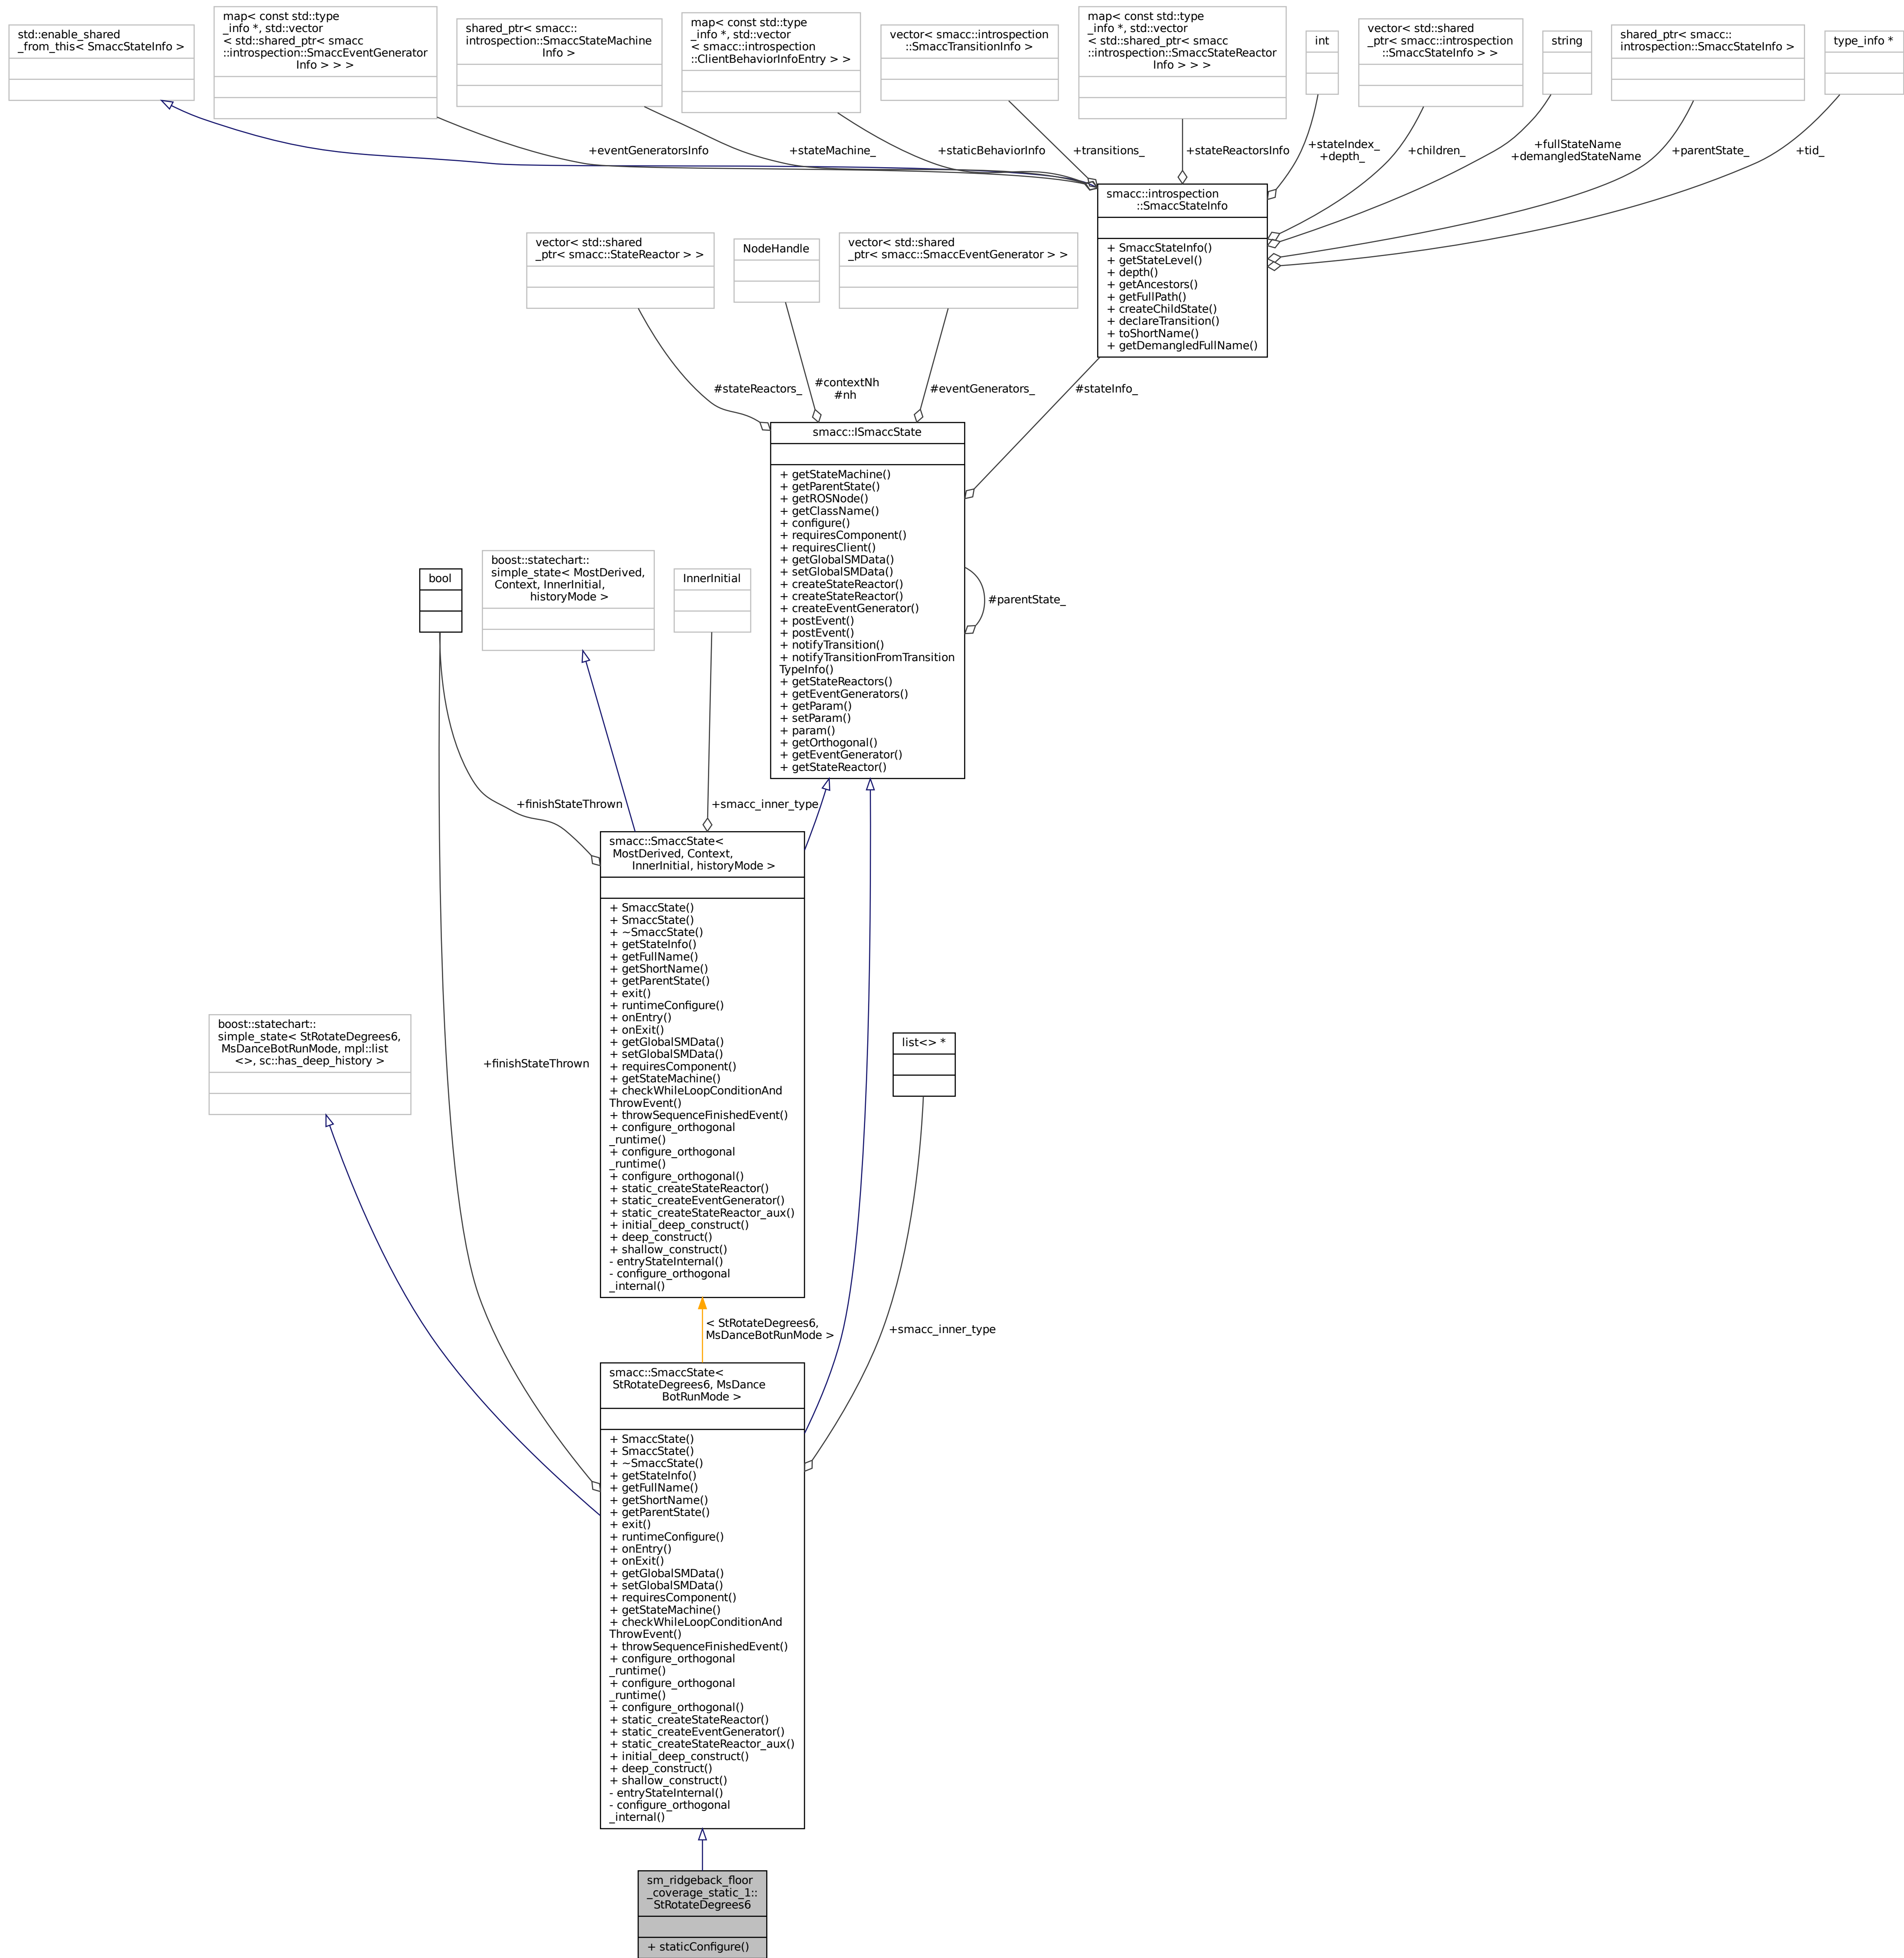 std::enable_shared
_from_this< SmaccStateInfo >
map< const std::type
_info *, std::vector
< std::shared_ptr< smacc
::introspection::SmaccEventGenerator
Info > > >
shared_ptr< smacc::
introspection::SmaccStateMachine
Info >
map< const std::type
_info *, std::vector
< smacc::introspection
::ClientBehaviorInfoEntry > >
vector< smacc::introspection
::SmaccTransitionInfo >
map< const std::type
_info *, std::vector
< std::shared_ptr< smacc
::introspection::SmaccStateReactor
Info > > >
int
vector< std::shared
_ptr< smacc::introspection
::SmaccStateInfo > >
string
shared_ptr< smacc::
introspection::SmaccStateInfo >
type_info *
+eventGeneratorsInfo
+stateMachine_
+staticBehaviorInfo
+transitions_
+stateReactorsInfo
+stateIndex_
+depth_
+children_
+fullStateName
+demangledStateName
+parentState_
+tid_
smacc::introspection
::SmaccStateInfo
+ SmaccStateInfo()
+ getStateLevel()
+ depth()
+ getAncestors()
+ getFullPath()
+ createChildState()
+ declareTransition()
+ toShortName()
+ getDemangledFullName()
vector< std::shared
_ptr< smacc::StateReactor > >
NodeHandle
vector< std::shared
_ptr< smacc::SmaccEventGenerator > >
#stateReactors_
#contextNh
#nh
#eventGenerators_
#stateInfo_
smacc::ISmaccState
+ getStateMachine()
+ getParentState()
+ getROSNode()
+ getClassName()
+ configure()
+ requiresComponent()
+ requiresClient()
+ getGlobalSMData()
+ setGlobalSMData()
+ createStateReactor()
+ createStateReactor()
+ createEventGenerator()
+ postEvent()
+ postEvent()
+ notifyTransition()
+ notifyTransitionFromTransition
TypeInfo()
+ getStateReactors()
+ getEventGenerators()
+ getParam()
+ setParam()
+ param()
+ getOrthogonal()
+ getEventGenerator()
+ getStateReactor()
#parentState_
bool
boost::statechart::
simple_state< MostDerived,
Context, InnerInitial,
historyMode >
InnerInitial
+finishStateThrown
+smacc_inner_type
smacc::SmaccState<
MostDerived, Context,
InnerInitial, historyMode >
+ SmaccState()
+ SmaccState()
+ ~SmaccState()
+ getStateInfo()
+ getFullName()
+ getShortName()
+ getParentState()
+ exit()
+ runtimeConfigure()
+ onEntry()
+ onExit()
+ getGlobalSMData()
+ setGlobalSMData()
+ requiresComponent()
+ getStateMachine()
+ checkWhileLoopConditionAnd
ThrowEvent()
+ throwSequenceFinishedEvent()
+ configure_orthogonal
_runtime()
+ configure_orthogonal
_runtime()
+ configure_orthogonal()
+ static_createStateReactor()
+ static_createEventGenerator()
+ static_createStateReactor_aux()
+ initial_deep_construct()
+ deep_construct()
+ shallow_construct()
- entryStateInternal()
- configure_orthogonal
_internal()
boost::statechart::
simple_state< StRotateDegrees6,
MsDanceBotRunMode, mpl::list
<>, sc::has_deep_history >
+finishStateThrown
list<> *
< StRotateDegrees6,
MsDanceBotRunMode >
+smacc_inner_type
smacc::SmaccState<
StRotateDegrees6, MsDance
BotRunMode >
+ SmaccState()
+ SmaccState()
+ ~SmaccState()
+ getStateInfo()
+ getFullName()
+ getShortName()
+ getParentState()
+ exit()
+ runtimeConfigure()
+ onEntry()
+ onExit()
+ getGlobalSMData()
+ setGlobalSMData()
+ requiresComponent()
+ getStateMachine()
+ checkWhileLoopConditionAnd
ThrowEvent()
+ throwSequenceFinishedEvent()
+ configure_orthogonal
_runtime()
+ configure_orthogonal
_runtime()
+ configure_orthogonal()
+ static_createStateReactor()
+ static_createEventGenerator()
+ static_createStateReactor_aux()
+ initial_deep_construct()
+ deep_construct()
+ shallow_construct()
- entryStateInternal()
- configure_orthogonal
_internal()
sm_ridgeback_floor
_coverage_static_1::
StRotateDegrees6
+ staticConfigure()